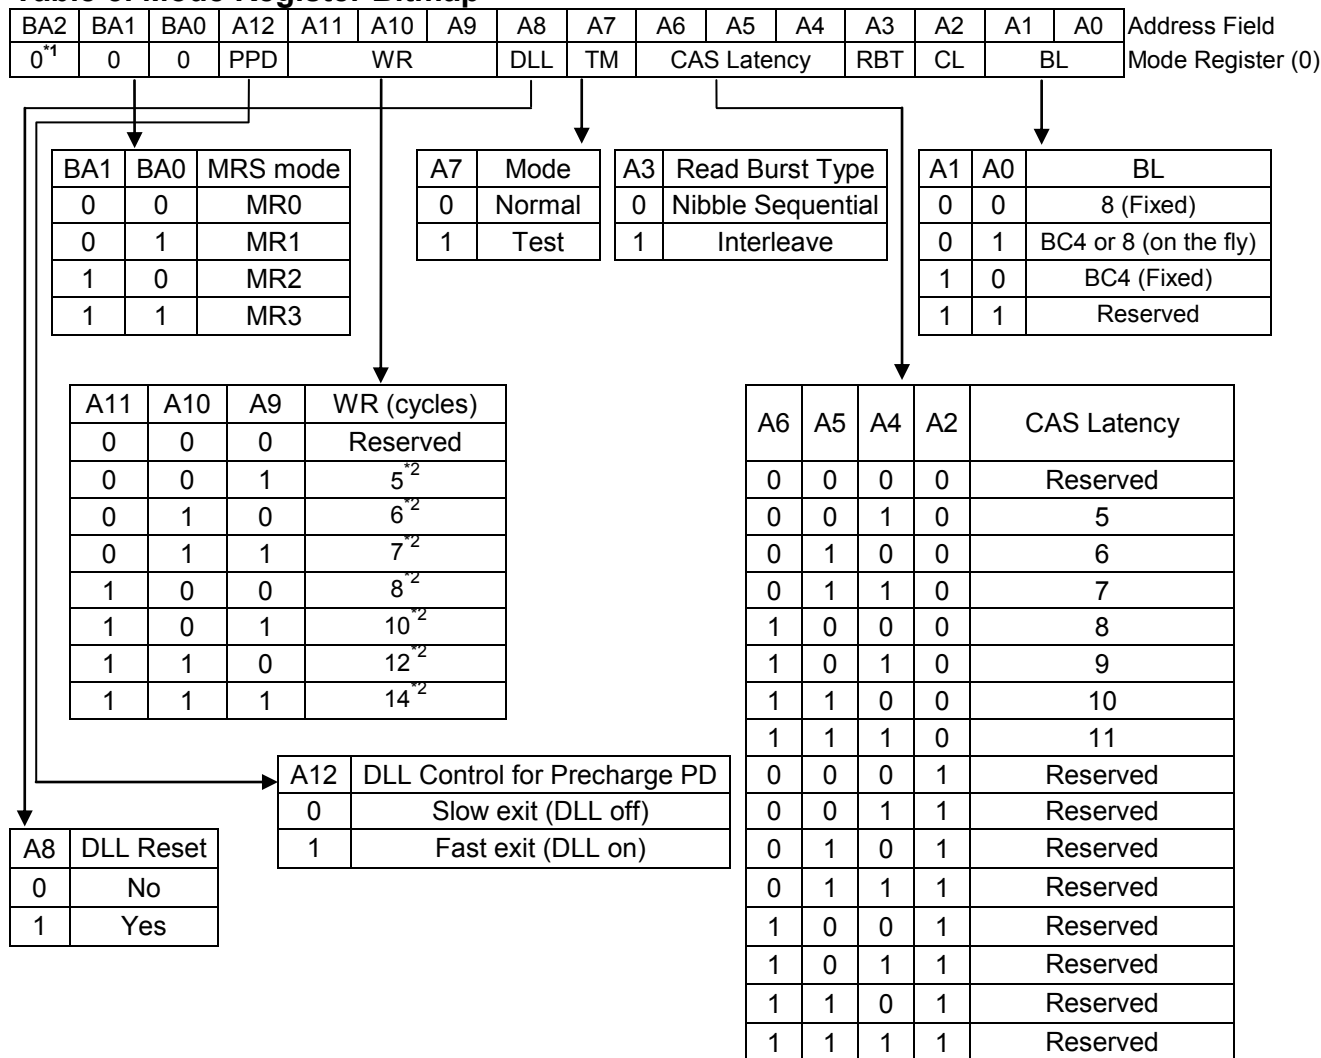 Table 6. Mode Register Bitmap
BA2 BA1 BA0 A12 A11 A10 A9 A8 A7 A6 A5 A4 A3 A2 A1 A0 Address Field
0*1 0 0 PPD WR DLL TM CAS Latency RBT CL BL Mode Register (0)
BA1 BA0 MRS mode
0 0 MR0
0 1 MR1
1 0 MR2
1 1 MR3
A7 Mode
0 Normal
1 Test
A3 Read Burst Type
0 Nibble Sequential
1 Interleave
A1 A0 BL
0 0 8 (Fixed)
0 1 BC4 or 8 (on the fly)
1 0 BC4 (Fixed)
1 1 Reserved
A11 A10 A9 WR (cycles)
0 0 0 Reserved
0 0 1 5*2
0 1 0 6*2
0 1 1 7*2
1 0 0 8*2
1 0 1 10*2
1 1 0 12*2
1 1 1 14*2
A6 A5 A4 A2 CAS Latency
0 0 0 0 Reserved
0 0 1 0 5
0 1 0 0 6
0 1 1 0 7
1 0 0 0 8
1 0 1 0 9
1 1 0 0 10
1 1 1 0 11
0 0 0 1 Reserved
0 0 1 1 Reserved
0 1 0 1 Reserved
0 1 1 1 Reserved
1 0 0 1 Reserved
1 0 1 1 Reserved
1 1 0 1 Reserved
1 1 1 1 Reserved
A12 DLL Control for Precharge PD
0 Slow exit (DLL off)
1 Fast exit (DLL on)
A8 DLL Reset
0 No
1 Yes